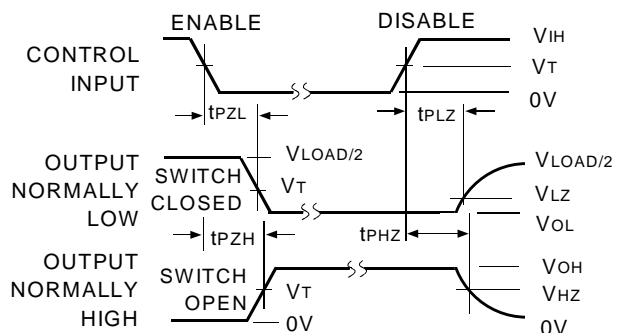 ENABLE
DISABLE
CONTROL
INPUT
VIH
VT
0V
tPZL
tPLZ
OUTPUT
NORMALLY
LOW
SWITCH
CLOSED
VLOAD/2
VT
VLOAD/2
VLZ
VOL
tPZH
tPHZ
OUTPUT
NORMALLY
HIGH
SWITCH
OPEN
VT
0V
VOH
VHZ
0V